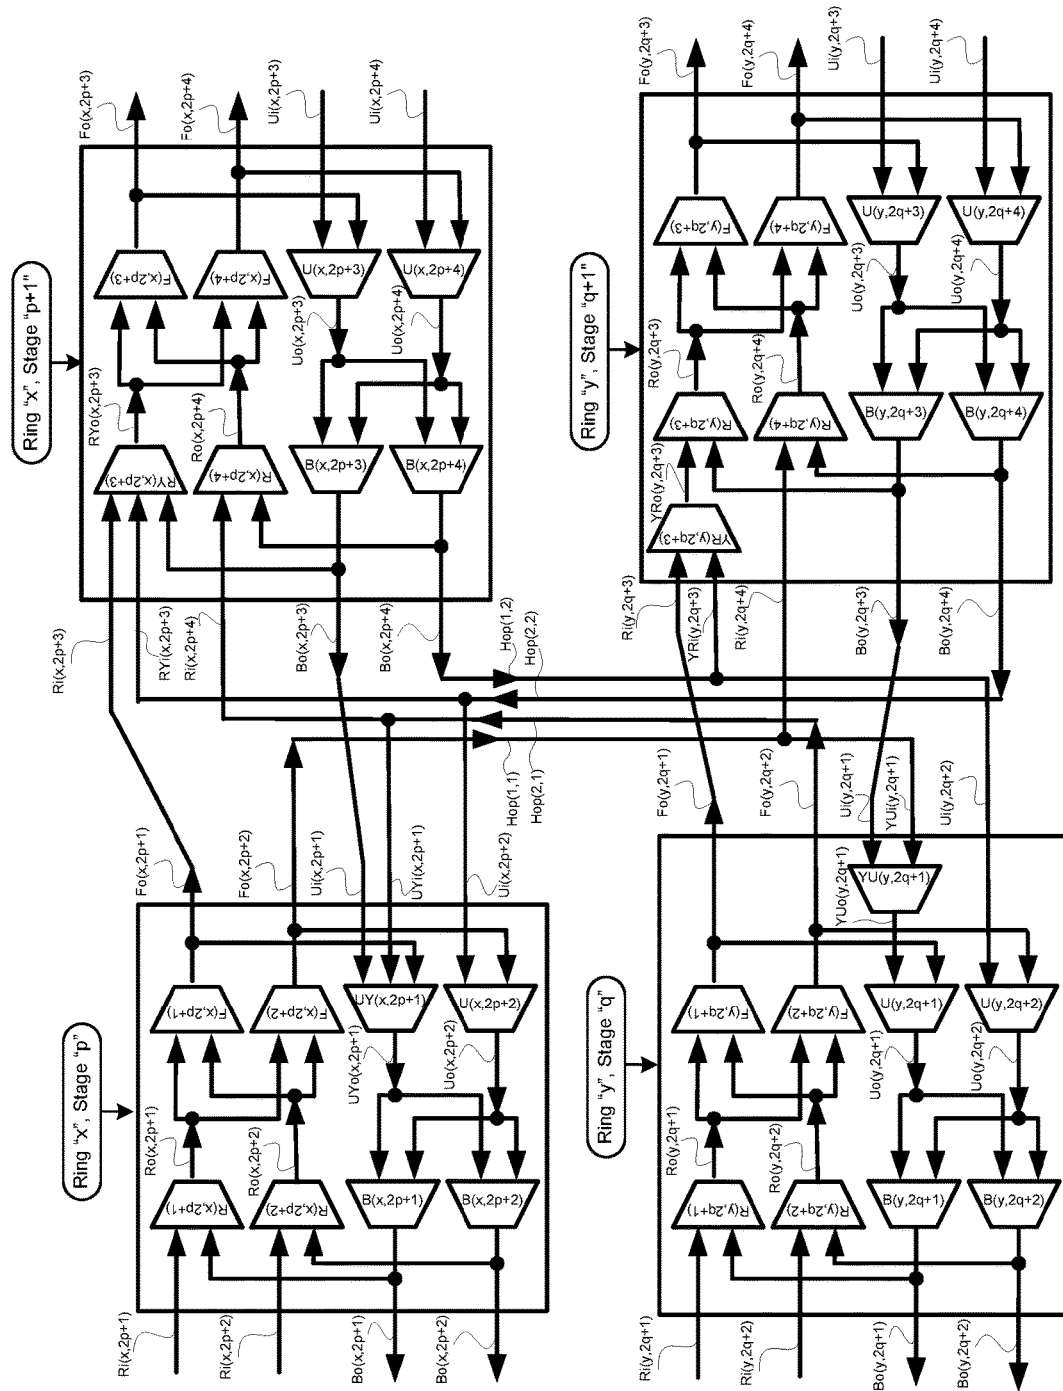 Ring “x”, Stage “p”
Ri(x,2p+1)
Ri(x,2p+2)
Bo(x,2p+1)
Bo(x,2p+2)
R(x,2p+1)
R(x,2p+2)
B(x,2p+1)
B(x,2p+2)
Ro(x,2p+1)
Ro(x,2p+2)
UYo(x,2p+1)
Uo(x,2p+2)
F(x,2p+1)
F(x,2p+2)
UY(x,2p+1)
U(x,2p+2)
Fo(x,2p+1)
Fo(x,2p+2)
Ui(x,2p+1)
UYi(x,2p+1)
Ui(x,2p+2)
Ring “x”, Stage “p+1”
Ri(x,2p+3)
RYi(x,2p+3)
Ri(x,2p+4)
Bo(x,2p+3)
Bo(x,2p+4)
RY(x,2p+3)
R(x,2p+4)
B(x,2p+3)
B(x,2p+4)
RYo(x,2p+3)
Ro(x,2p+4)
Uo(x,2p+3)
Uo(x,2p+4)
F(x,2p+3)
F(x,2p+4)
U(x,2p+3)
U(x,2p+4)
Fo(x,2p+3)
Fo(x,2p+4)
Ui(x,2p+3)
Ui(x,2p+4)
Hop(1,1)
Hop(2,1)
Hop(1,2)
Hop(2,2)
Ring “y”, Stage “q”
Ri(y,2q+1)
Ri(y,2q+2)
Bo(y,2q+1)
Bo(y,2q+2)
R(y,2q+1)
R(y,2q+2)
B(y,2q+1)
B(y,2q+2)
Ro(y,2q+1)
Ro(y,2q+2)
Uo(y,2q+1)
Uo(y,2q+2)
F(y,2q+1)
F(y,2q+2)
U(y,2q+1)
U(y,2q+2)
YUo(y,2q+1)
YU(y,2q+1)
Fo(y,2q+1)
Fo(y,2q+2)
Ui(y,2q+1)
YUi(y,2q+1)
Ui(y,2q+2)
Ring “y”, Stage “q+1”
Ri(y,2q+3)
YRi(y,2q+3)
Ri(y,2q+4)
Bo(y,2q+3)
Bo(y,2q+4)
YR(y,2q+3)
YRo(y,2q+3)
R(y,2q+3)
R(y,2q+4)
B(y,2q+3)
B(y,2q+4)
Ro(y,2q+3)
Ro(y,2q+4)
Uo(y,2q+3)
Uo(y,2q+4)
F(y,2q+3)
F(y,2q+4)
U(y,2q+3)
U(y,2q+4)
Fo(y,2q+3)
Fo(y,2q+4)
Ui(y,2q+3)
Ui(y,2q+4)